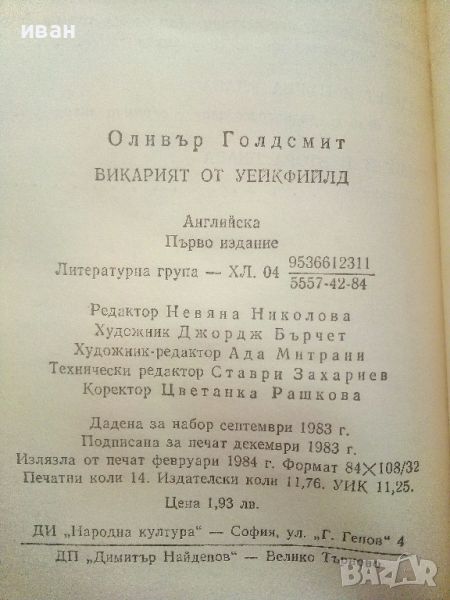 иван
Оливър Голдсмит
ВИКАРИЯТ ОТ УЕЙКФИЙЛД
Английска
Първо издание
Литературна група — ХЛ. 04 9536612311
5557-42-84
Редактор Невяна Николова
Художник Джордж Бърчет
Художник-редактор Ада Митрани
Технически редактор Ставри Захариев
Коректор Цветанка Рашкова
Дадена за набор септември 1983 г.
Подписана за печат декември 1983 г.
Излязла от печат февруари 1984 г. Формат 84×108/32
Печатни коли 14. Издателски коли 11,76. УИК 11,25.
Цена 1,93 лв.
ДИ „Народна култура“ — София, ул. „Г. Генов“ 4
ДП „Димитър Найденов“ — Велико Търново
BAZAR